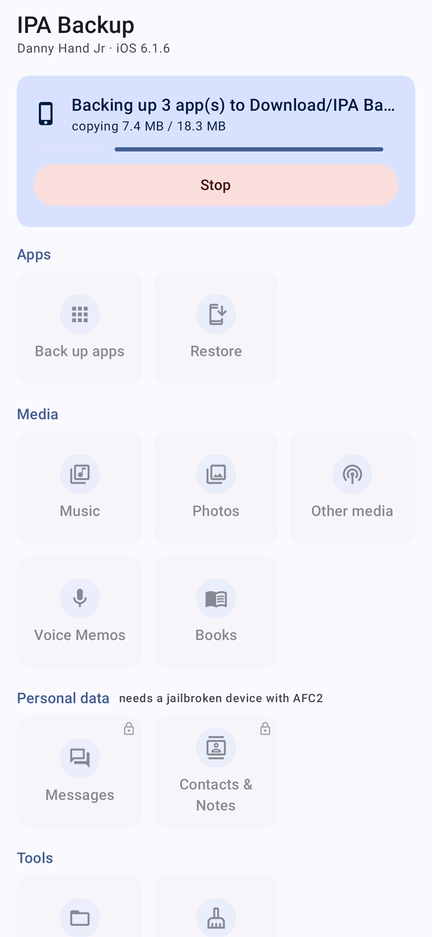 IPA Backup
Danny Hand Jr · iOS 6.1.6
Backing up 3 app(s) to Download/IPA Ba...
copying 7.4 MB / 18.3 MB
Stop
Apps
Back up apps
Restore
Media
Music
Photos
Other media
Voice Memos
Books
Personal data needs a jailbroken device with AFC2
Messages
Contacts &
Notes
Tools